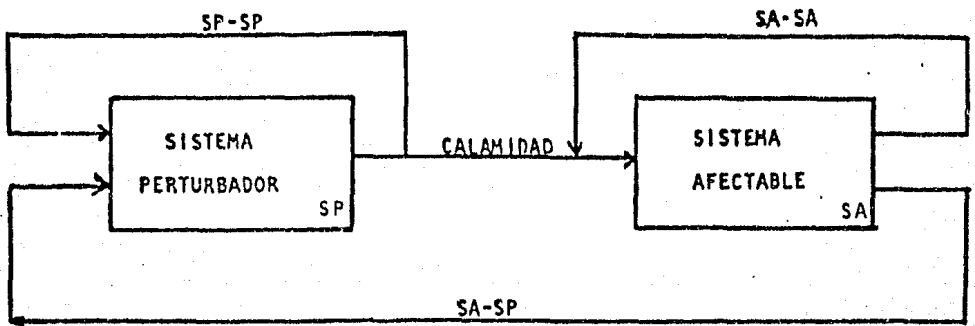 SP-SP
SA-SA
SISTEMA
PERTURBADOR
SP
CALAMIDAD
SISTEMA
AFECTABLE
SA
SA-SP